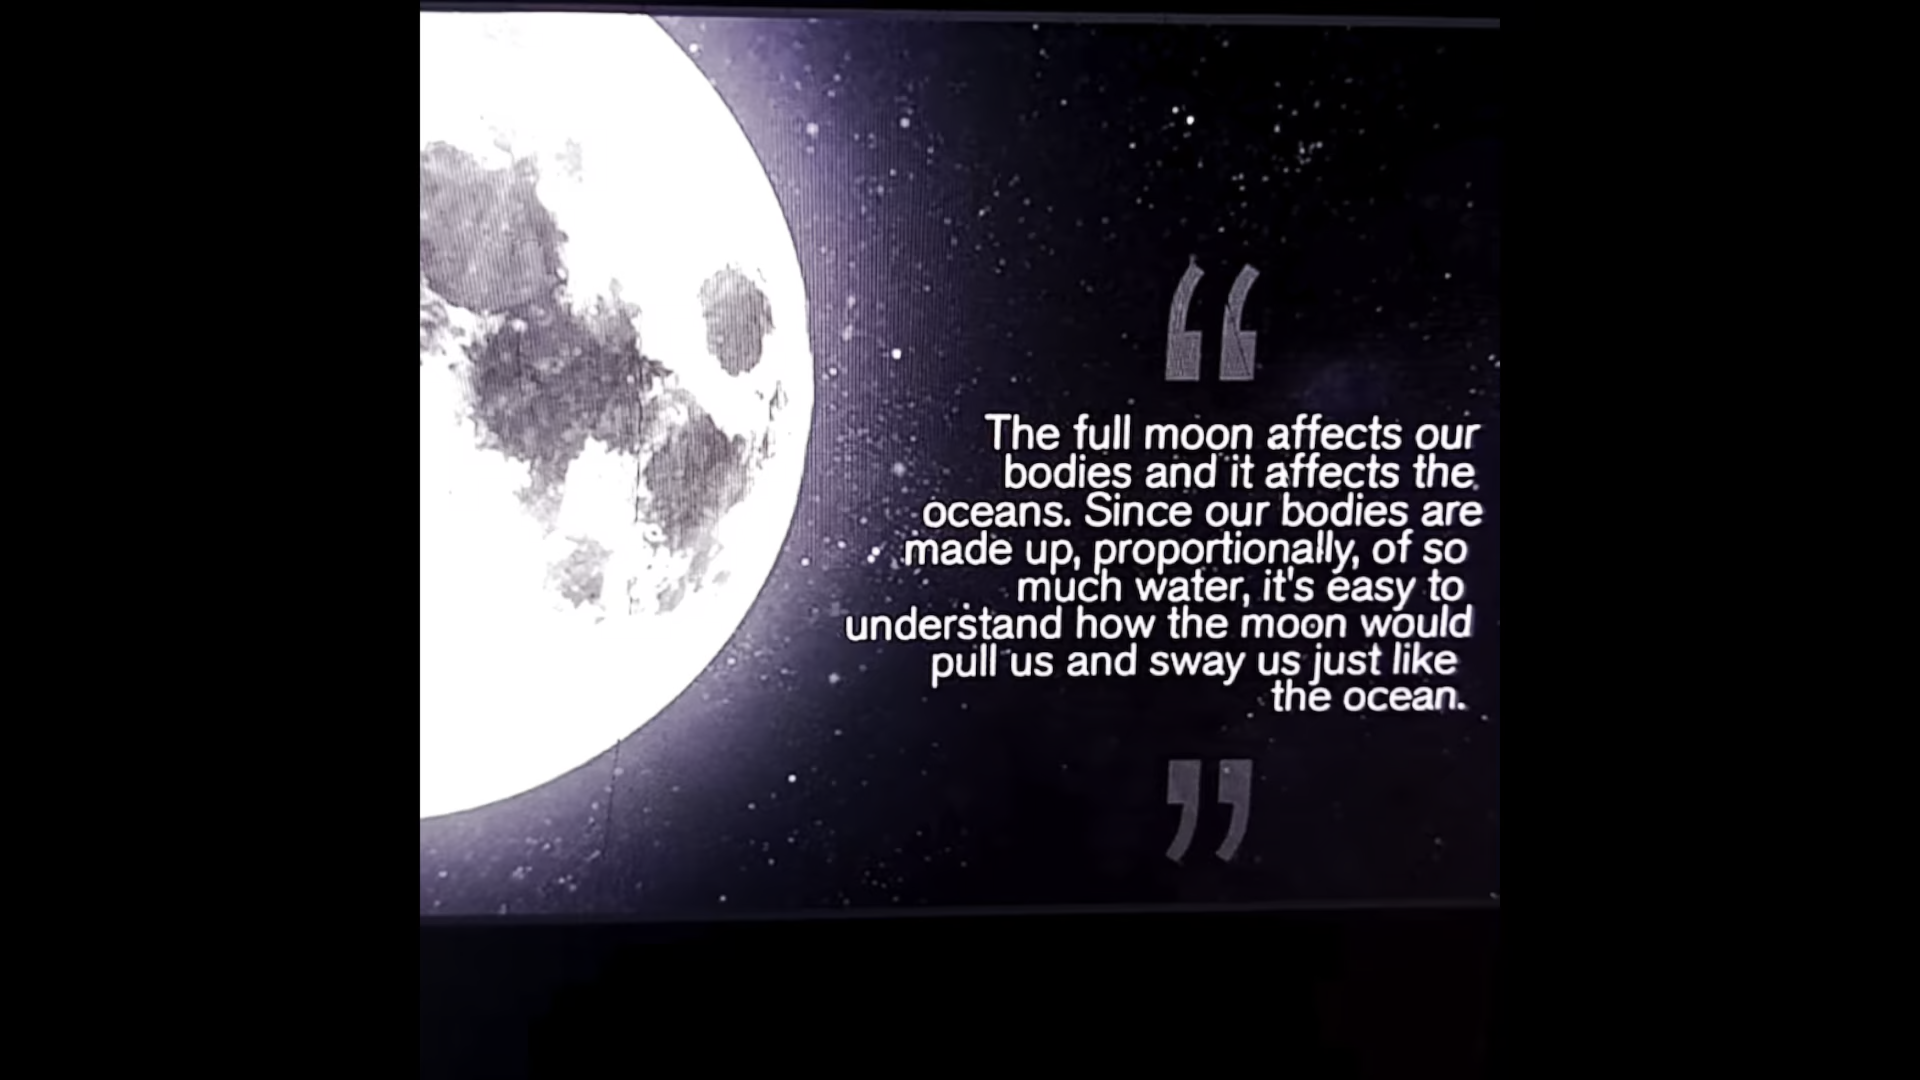 “
The full moon affects our
bodies and it affects the
oceans. Since our bodies are
made up, proportionally, of so
much water, it's easy to
understand how the moon would
pull us and sway us just like
the ocean.
”